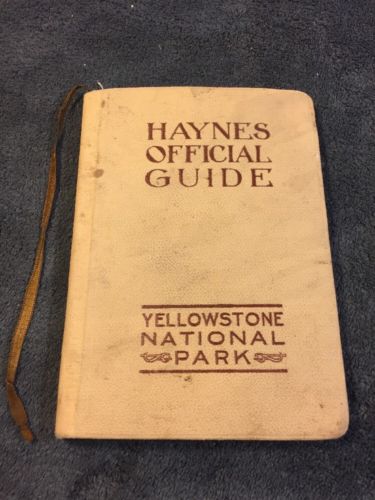 HAYNES
OFFICIAL
GUIDE
YELLOWSTONE
NATIONAL
PARK